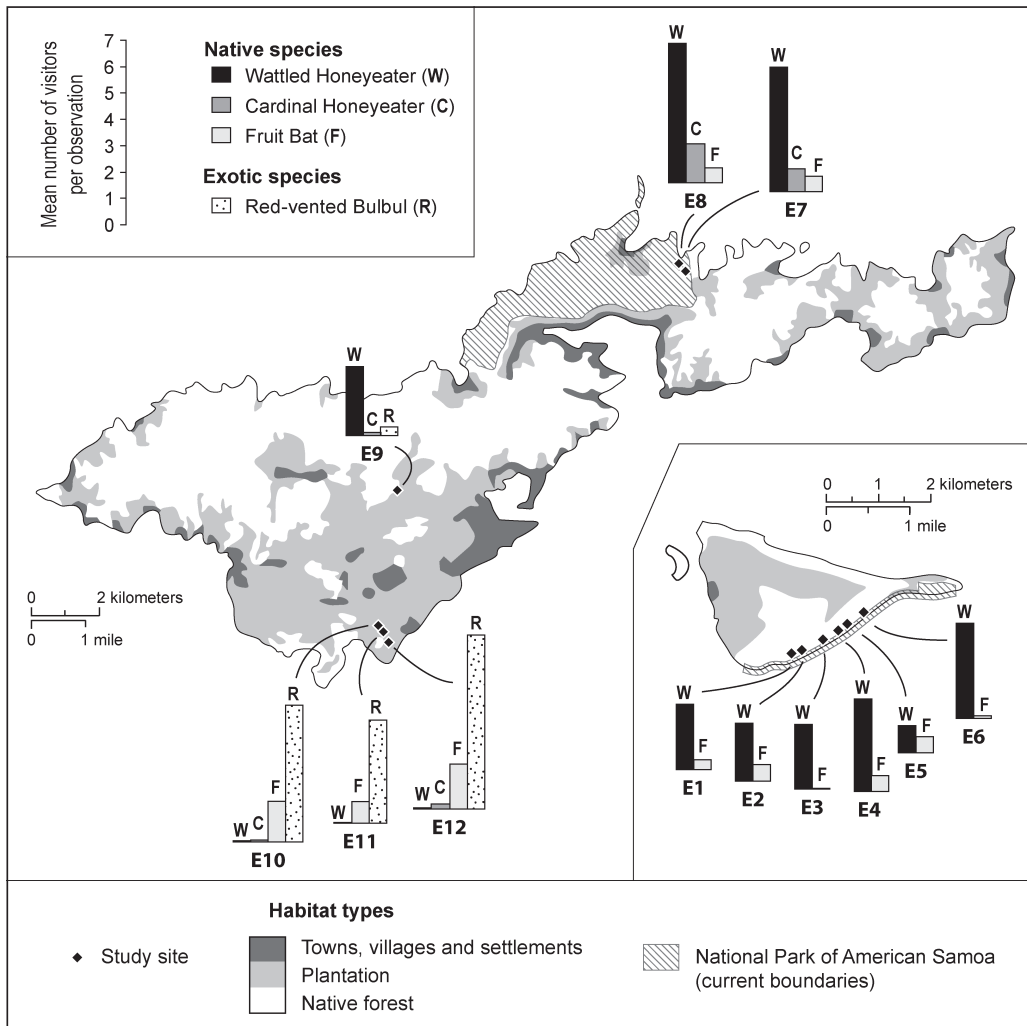 7
6
5
4
3
2
1
0
Mean number of visitors
per observation
Native species
Wattled Honeyeater (W)
Cardinal Honeyeater (C)
Fruit Bat (F)
Exotic species
Red-vented Bulbul (R)
W
C
F
E8
W
C
F
E7
W
C
R
E9
0 2 kilometers
0 1 mile
0 1 2 kilometers
0 1 mile
W
C
F
R
E10
W
F
R
E11
W
C
F
R
E12
W
F
E1
W
F
E2
W
F
E3
W
F
E4
W
F
E5
W
F
E6
Habitat types
Study site
Towns, villages and settlements
Plantation
Native forest
National Park of American Samoa
(current boundaries)